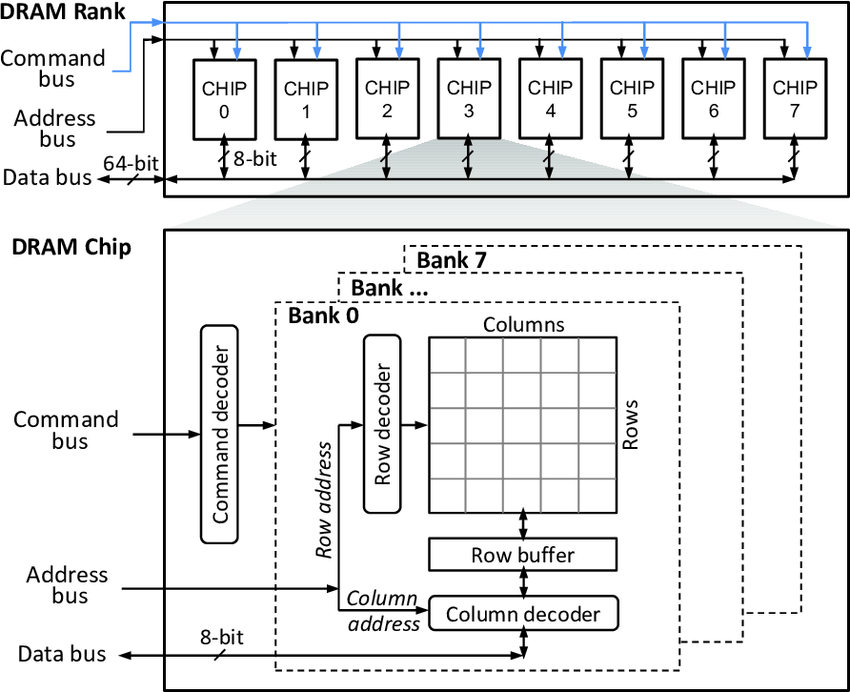 DRAM Rank
Command
bus
Address
bus
64-bit
Data bus
CHIP
0
CHIP
1
CHIP
2
CHIP
3
CHIP
4
CHIP
5
CHIP
6
CHIP
7
8-bit
DRAM Chip
Bank 7
Bank ...
Bank 0
Columns
Rows
Command
bus
Command decoder
Row decoder
Row address
Row buffer
Address
bus
Column
address
Column decoder
8-bit
Data bus